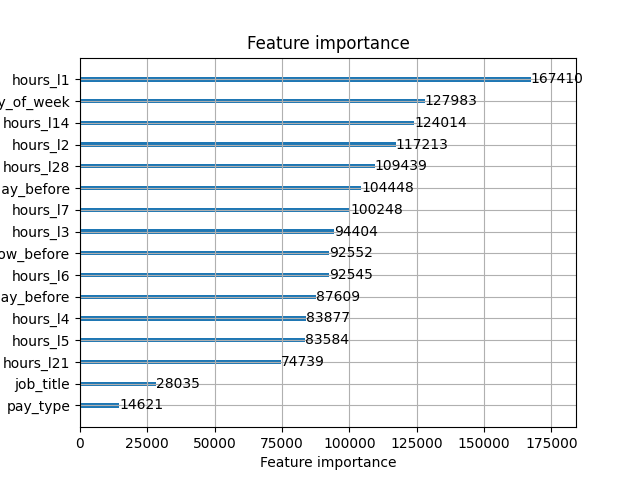 Feature importance
hours_l1 167410
y_of_week 127983
hours_l14 124014
hours_l2 117213
hours_l28 109439
ay_before 104448
hours_l7 100248
hours_l3 94404
ow_before 92552
hours_l6 92545
ay_before 87609
hours_l4 83877
hours_l5 83584
hours_l21 74739
job_title 28035
pay_type 14621
0 25000 50000 75000 100000 125000 150000 175000
Feature importance